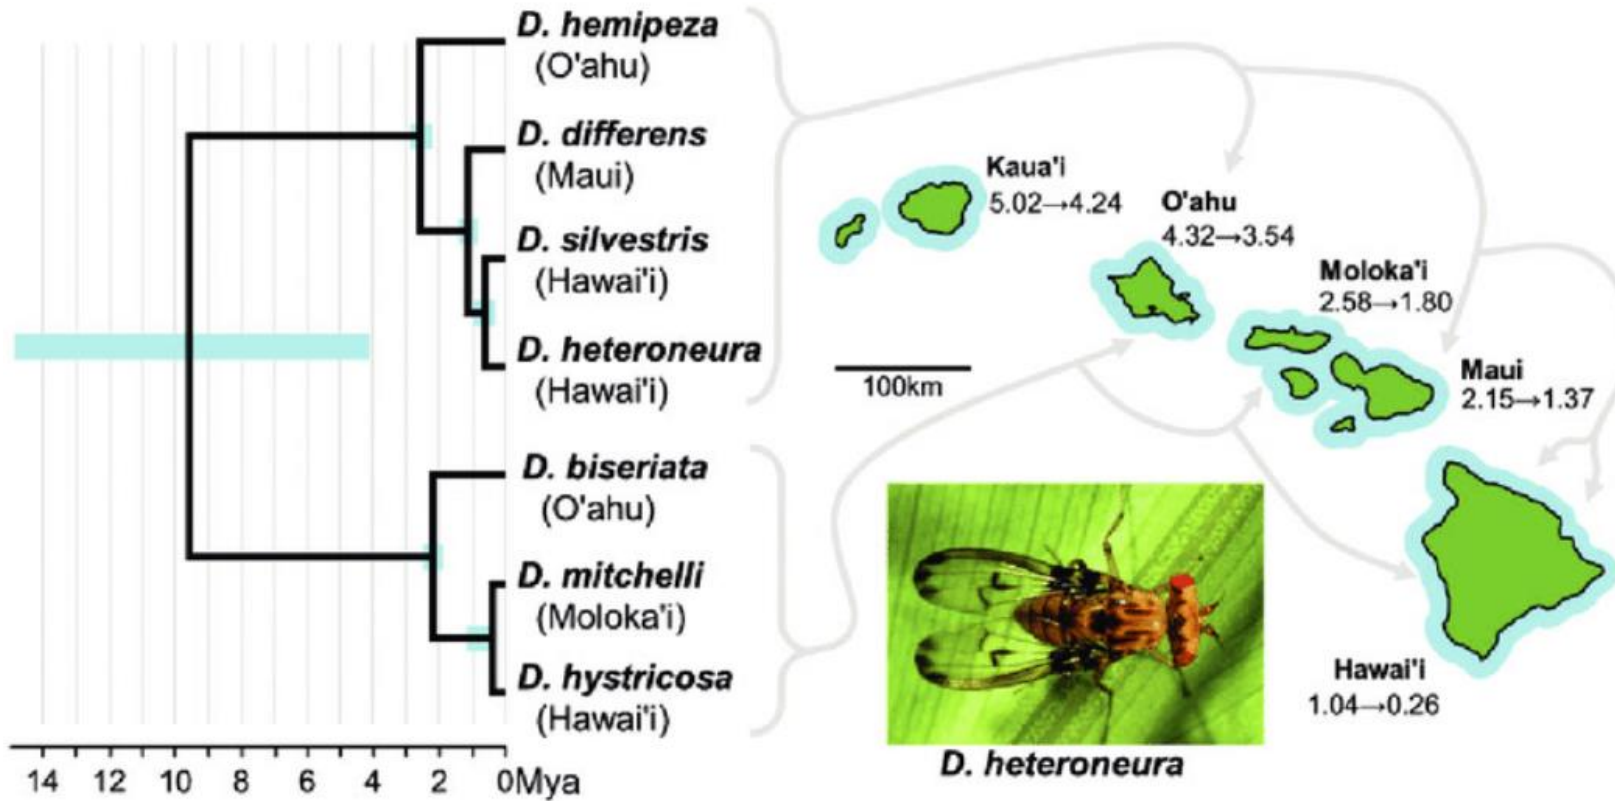 D. hemipeza
(O'ahu)
D. differens
(Maui)
D. silvestris
(Hawai'i)
D. heteroneura
(Hawai'i)
D. biseriata
(O'ahu)
D. mitchelli
(Moloka'i)
D. hystricosa
(Hawai'i)
14 12 10 8 6 4 2 0Mya
Kaua'i
5.02→4.24
O'ahu
4.32→3.54
Moloka'i
2.58→1.80
Maui
2.15→1.37
100km
Hawai'i
1.04→0.26
D. heteroneura